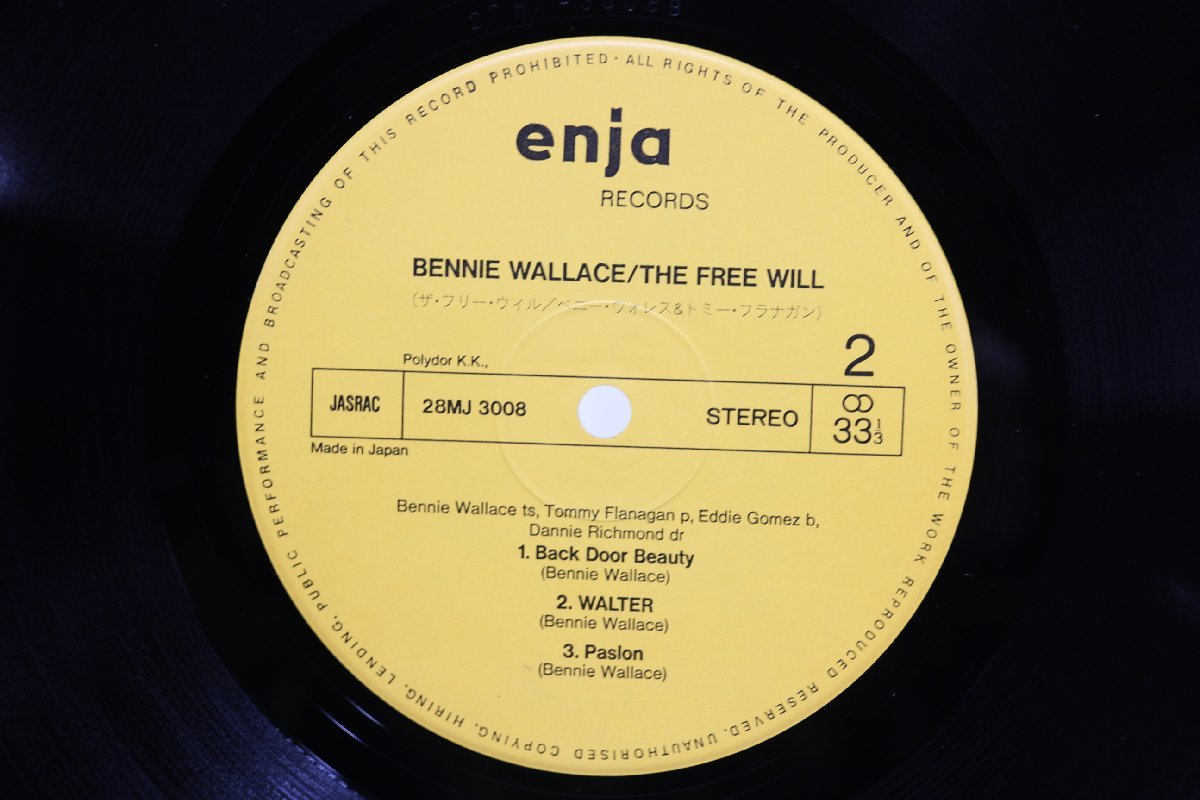 enja
RECORDS
BENNIE WALLACE/THE FREE WILL
(ザ・フリー・ウィル/ベニー・ウォレス&トミー・フラナガン)
2
Polydor K.K.,
JASRAC
28MJ 3008
STEREO
33 1/3
Made in Japan
Bennie Wallace ts, Tommy Flanagan p, Eddie Gomez b,
Dannie Richmond dr
1. Back Door Beauty
(Bennie Wallace)
2. WALTER
(Bennie Wallace)
3. Paslon
(Bennie Wallace)
ALL RIGHTS OF THE PRODUCER AND OF THE OWNER OF THE WORK REPRODUCED RESERVED. UNAUTHORISED COPYING, HIRING, LENDING, PUBLIC PERFORMANCE AND BROADCASTING OF THIS RECORD PROHIBITED ·